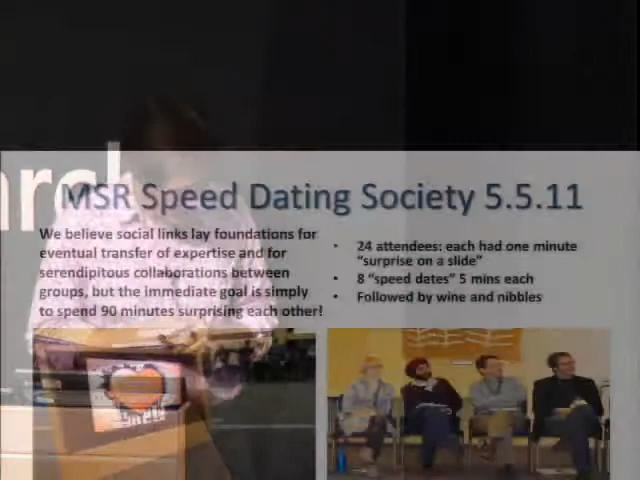 arch
MSR Speed Dating Society 5.5.11
We believe social links lay foundations for
eventual transfer of expertise and for
serendipitous collaborations between
groups, but the immediate goal is simply
to spend 90 minutes surprising each other!
• 24 attendees: each had one minute
“surprise on a slide”
• 8 “speed dates” 5 mins each
• Followed by wine and nibbles